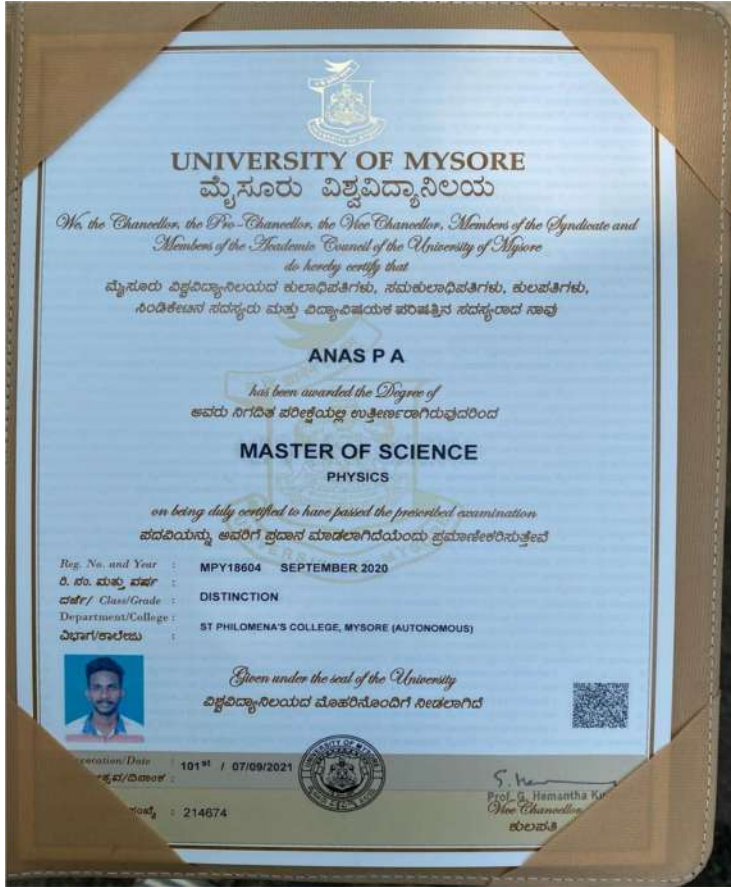 UNIVERSITY OF MYSORE
ಮೈಸೂರು ವಿಶ್ವವಿದ್ಯಾನಿಲಯ
We, the Chancellor, the Pro-Chancellor, the Vice Chancellor, Members of the Syndicate and
Members of the Academic Council of the University of Mysore
do hereby certify that
ಮೈಸೂರು ವಿಶ್ವವಿದ್ಯಾನಿಲಯದ ಕುಲಾಧಿಪತಿಗಳು, ಸಮಕುಲಾಧಿಪತಿಗಳು, ಕುಲಪತಿಗಳು,
ಸಿಂಡಿಕೇಟಿನ ಸದಸ್ಯರು ಮತ್ತು ವಿದ್ಯಾವಿಷಯಕ ಪರಿಷತ್ತಿನ ಸದಸ್ಯರಾದ ನಾವು
ANAS P A
has been awarded the Degree of
ಅವರು ನಿಗದಿತ ಪರೀಕ್ಷೆಯಲ್ಲಿ ಉತ್ತೀರ್ಣರಾಗಿರುವುದರಿಂದ
MASTER OF SCIENCE
PHYSICS
on being duly certified to have passed the prescribed examination
ಪದವಿಯನ್ನು ಅವರಿಗೆ ಪ್ರದಾನ ಮಾಡಲಾಗಿದೆಯೆಂದು ಪ್ರಮಾಣೀಕರಿಸುತ್ತೇವೆ
Reg. No. and Year : MPY18604 SEPTEMBER 2020
ರಿ. ನಂ. ಮತ್ತು ವರ್ಷ :
ದರ್ಜೆ/ Class/Grade : DISTINCTION
Department/College : ST PHILOMENA'S COLLEGE, MYSORE (AUTONOMOUS)
ವಿಭಾಗ/ಕಾಲೇಜು :
Given under the seal of the University
ವಿಶ್ವವಿದ್ಯಾನಿಲಯದ ಮೊಹರಿನೊಂದಿಗೆ ನೀಡಲಾಗಿದೆ
/Date : 101st / 07/09/2021
/ದಿನಾಂಕ :
: 214674
UNIVERSITY OF MYSORE
Prof. G. Hemantha
Vice Chancellor
ಕುಲಪತಿ